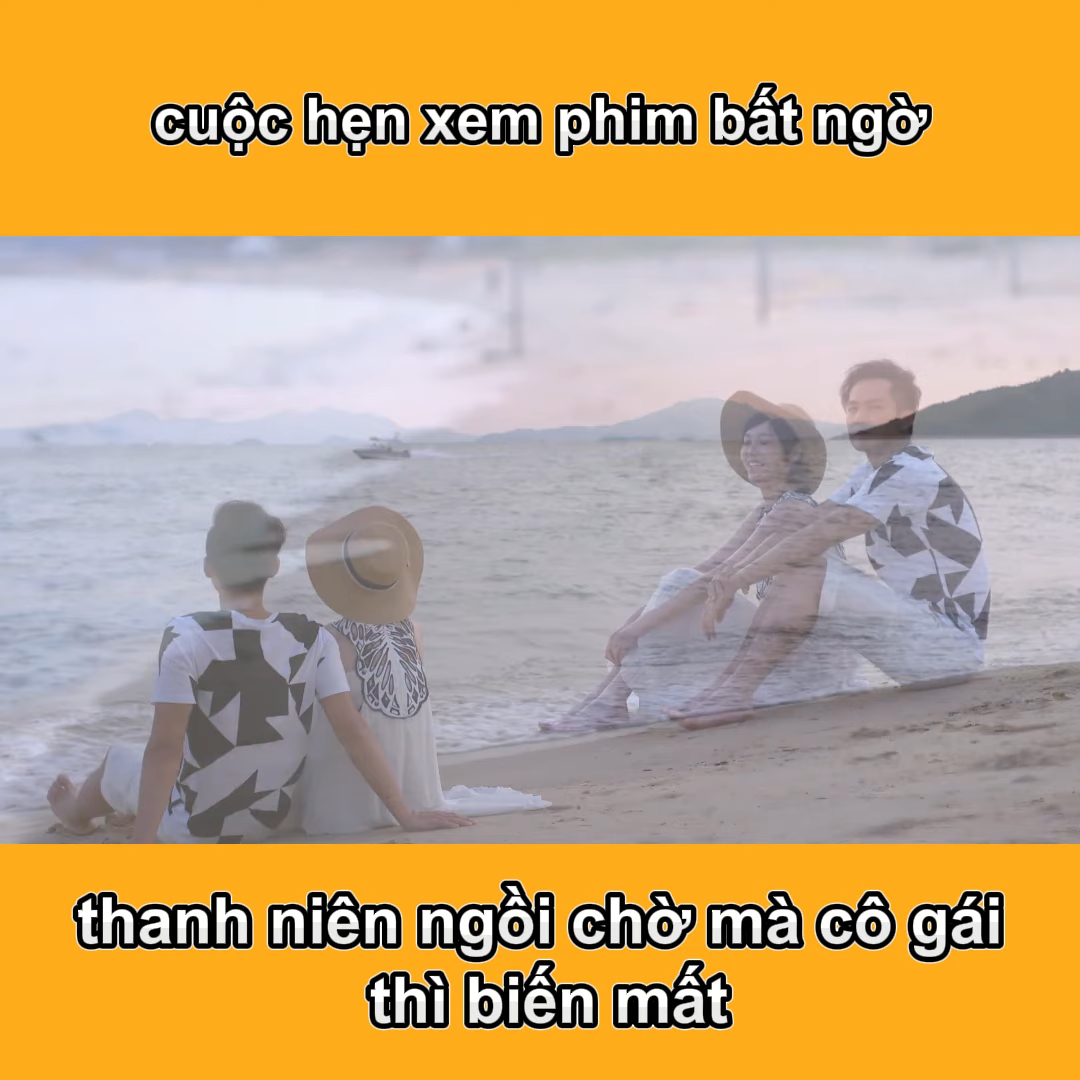 cuộc hẹn xem phim bất ngờ
thanh niên ngồi chờ mà cô gái
thì biến mất